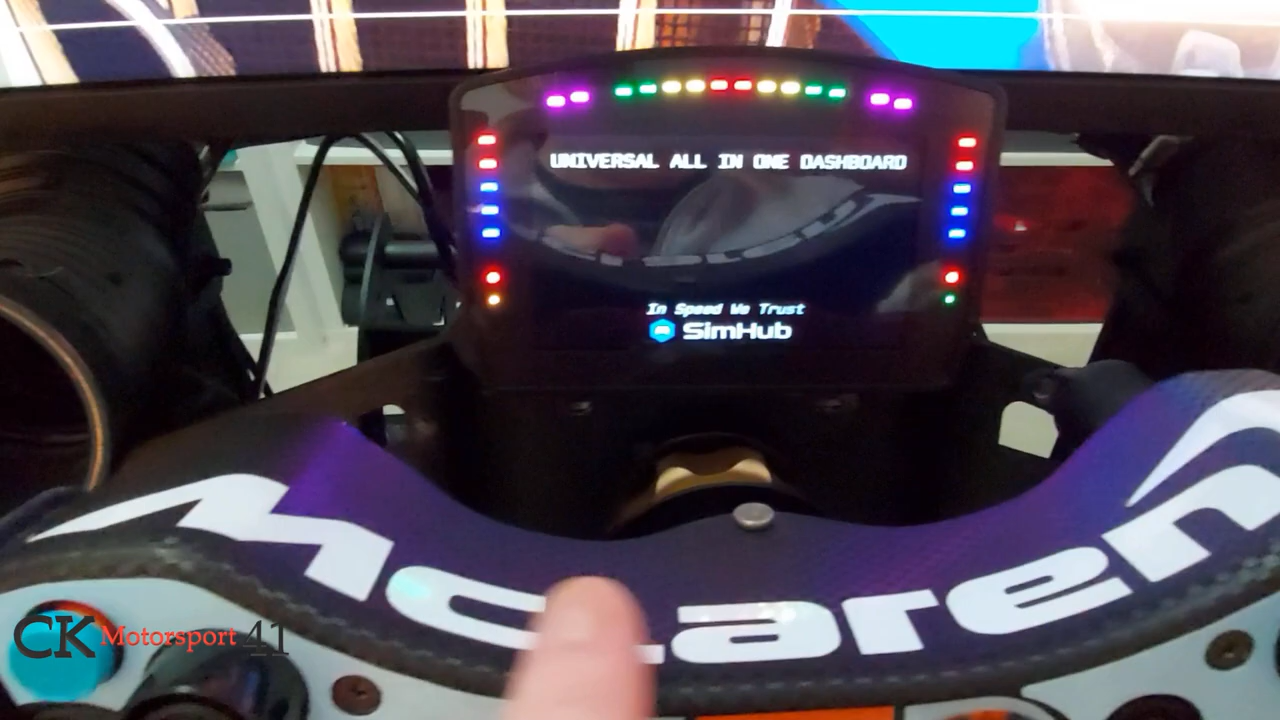 UNIVERSAL ALL IN ONE DASHBOARD
In Speed We Trust
SimHub
McLaren
CK Motorsport 41